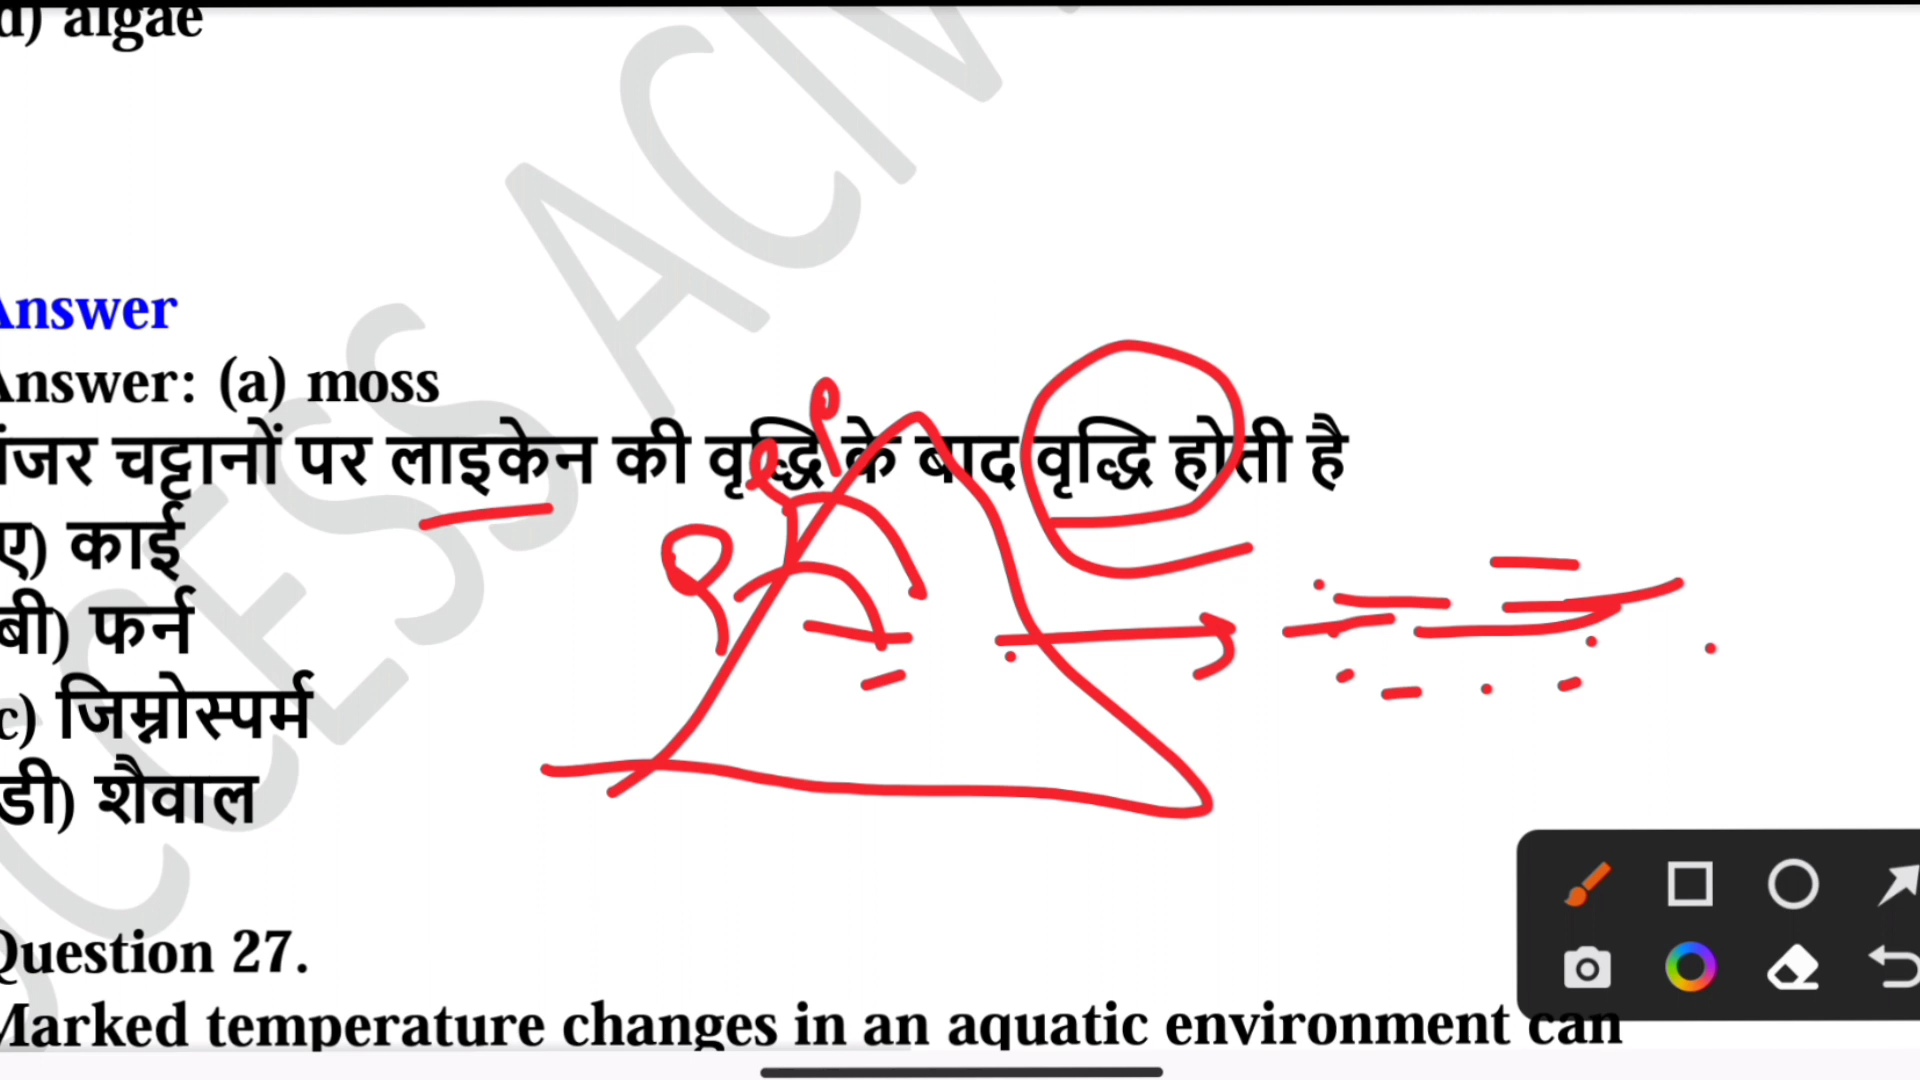 d) algae
Answer
Answer: (a) moss
बंजर चट्टानों पर लाइकेन की वृद्धि के बाद वृद्धि होती है
ए) काई
बी) फर्न
c) जिम्नोस्पर्म
डी) शैवाल
Question 27.
Marked temperature changes in an aquatic environment can